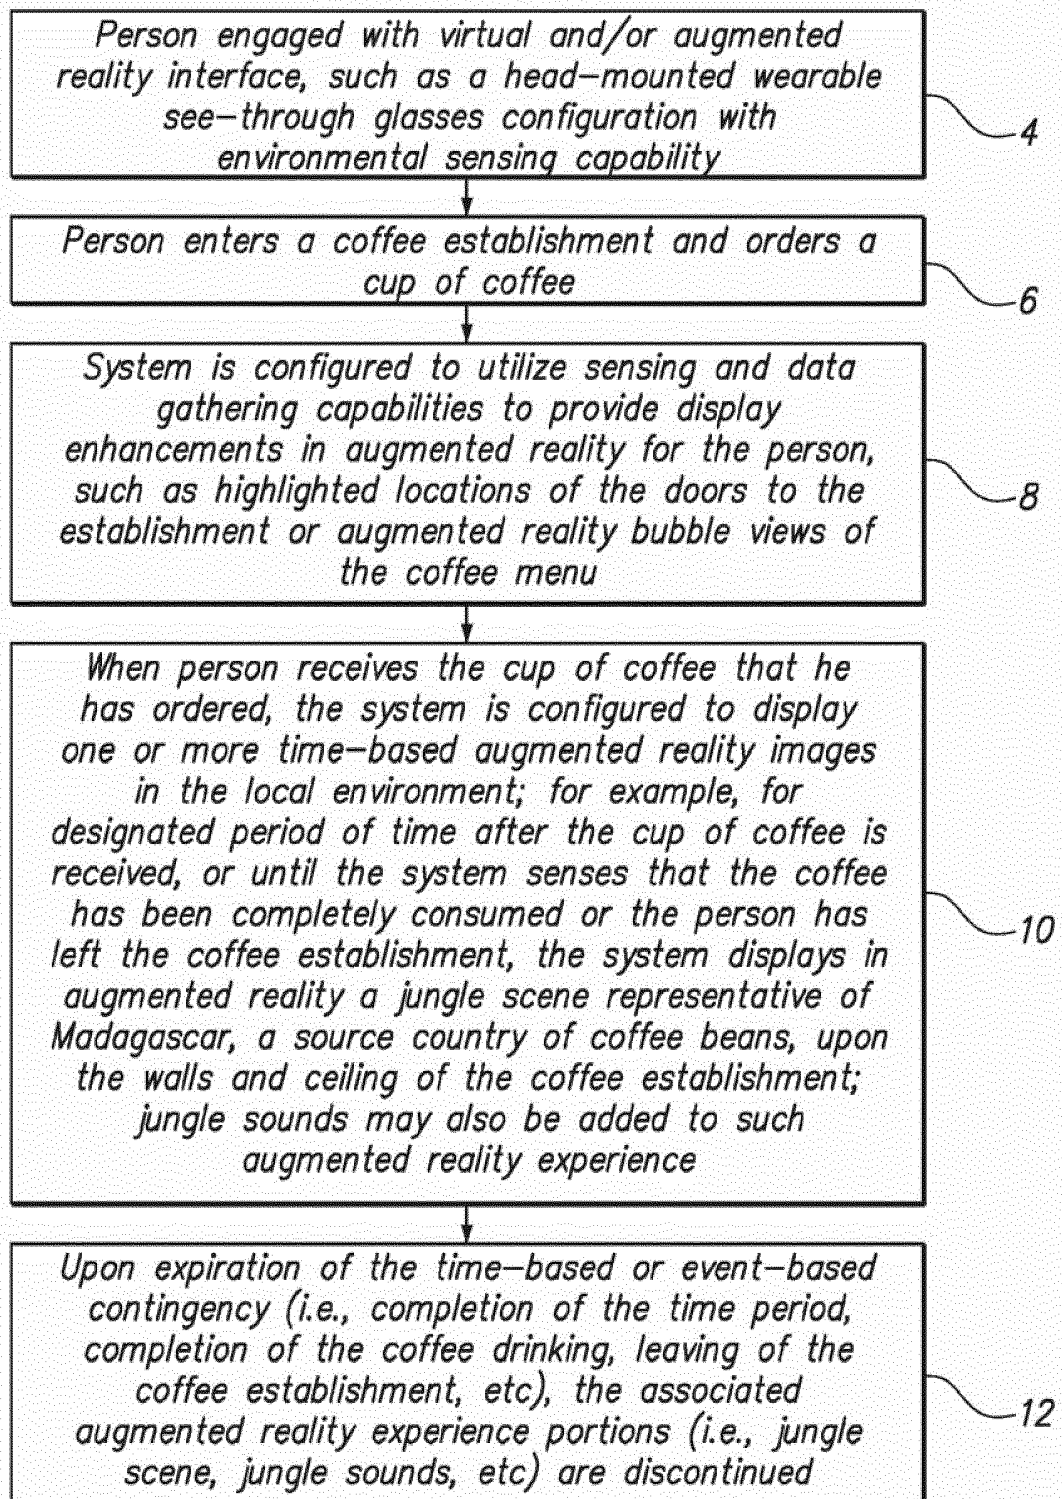 Person engaged with virtual and/or augmented
reality interface, such as a head-mounted wearable
see-through glasses configuration with
environmental sensing capability
4
Person enters a coffee establishment and orders a
cup of coffee
6
System is configured to utilize sensing and data
gathering capabilities to provide display
enhancements in augmented reality for the person,
such as highlighted locations of the doors to the
establishment or augmented reality bubble views of
the coffee menu
8
When person receives the cup of coffee that he
has ordered, the system is configured to display
one or more time-based augmented reality images
in the local environment; for example, for
designated period of time after the cup of coffee is
received, or until the system senses that the coffee
has been completely consumed or the person has
left the coffee establishment, the system displays in
augmented reality a jungle scene representative of
Madagascar, a source country of coffee beans, upon
the walls and ceiling of the coffee establishment;
jungle sounds may also be added to such
augmented reality experience
10
Upon expiration of the time-based or event-based
contingency (i.e., completion of the time period,
completion of the coffee drinking, leaving of the
coffee establishment, etc), the associated
augmented reality experience portions (i.e., jungle
scene, jungle sounds, etc) are discontinued
12